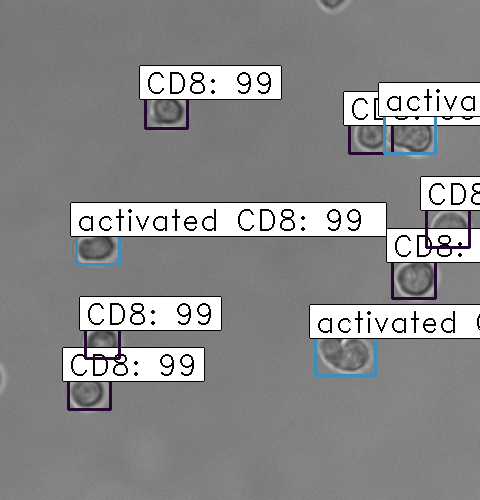 CD8: 99
activa
activated CD8: 99
CD8
CD8:
CD8: 99
activated
CD8: 99